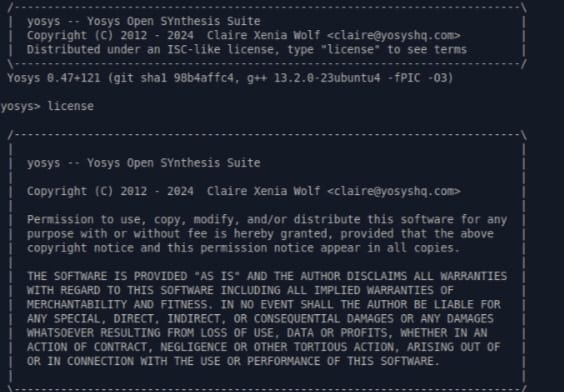 /----------------------------------------------------------------------------\
| yosys -- Yosys Open SYnthesis Suite |
| Copyright (C) 2012 - 2024 Claire Xenia Wolf <claire@yosyshq.com> |
| Distributed under an ISC-like license, type "license" to see terms |
\----------------------------------------------------------------------------/
Yosys 0.47+121 (git sha1 98b4affc4, g++ 13.2.0-23ubuntu4 -fPIC -O3)
yosys> license
/----------------------------------------------------------------------------\
| |
| yosys -- Yosys Open SYnthesis Suite |
| |
| Copyright (C) 2012 - 2024 Claire Xenia Wolf <claire@yosyshq.com> |
| |
| Permission to use, copy, modify, and/or distribute this software for any |
| purpose with or without fee is hereby granted, provided that the above |
| copyright notice and this permission notice appear in all copies. |
| |
| THE SOFTWARE IS PROVIDED "AS IS" AND THE AUTHOR DISCLAIMS ALL WARRANTIES |
| WITH REGARD TO THIS SOFTWARE INCLUDING ALL IMPLIED WARRANTIES OF |
| MERCHANTABILITY AND FITNESS. IN NO EVENT SHALL THE AUTHOR BE LIABLE FOR |
| ANY SPECIAL, DIRECT, INDIRECT, OR CONSEQUENTIAL DAMAGES OR ANY DAMAGES |
| WHATSOEVER RESULTING FROM LOSS OF USE, DATA OR PROFITS, WHETHER IN AN |
| ACTION OF CONTRACT, NEGLIGENCE OR OTHER TORTIOUS ACTION, ARISING OUT OF |
| OR IN CONNECTION WITH THE USE OR PERFORMANCE OF THIS SOFTWARE. |
| |
\----------------------------------------------------------------------------/